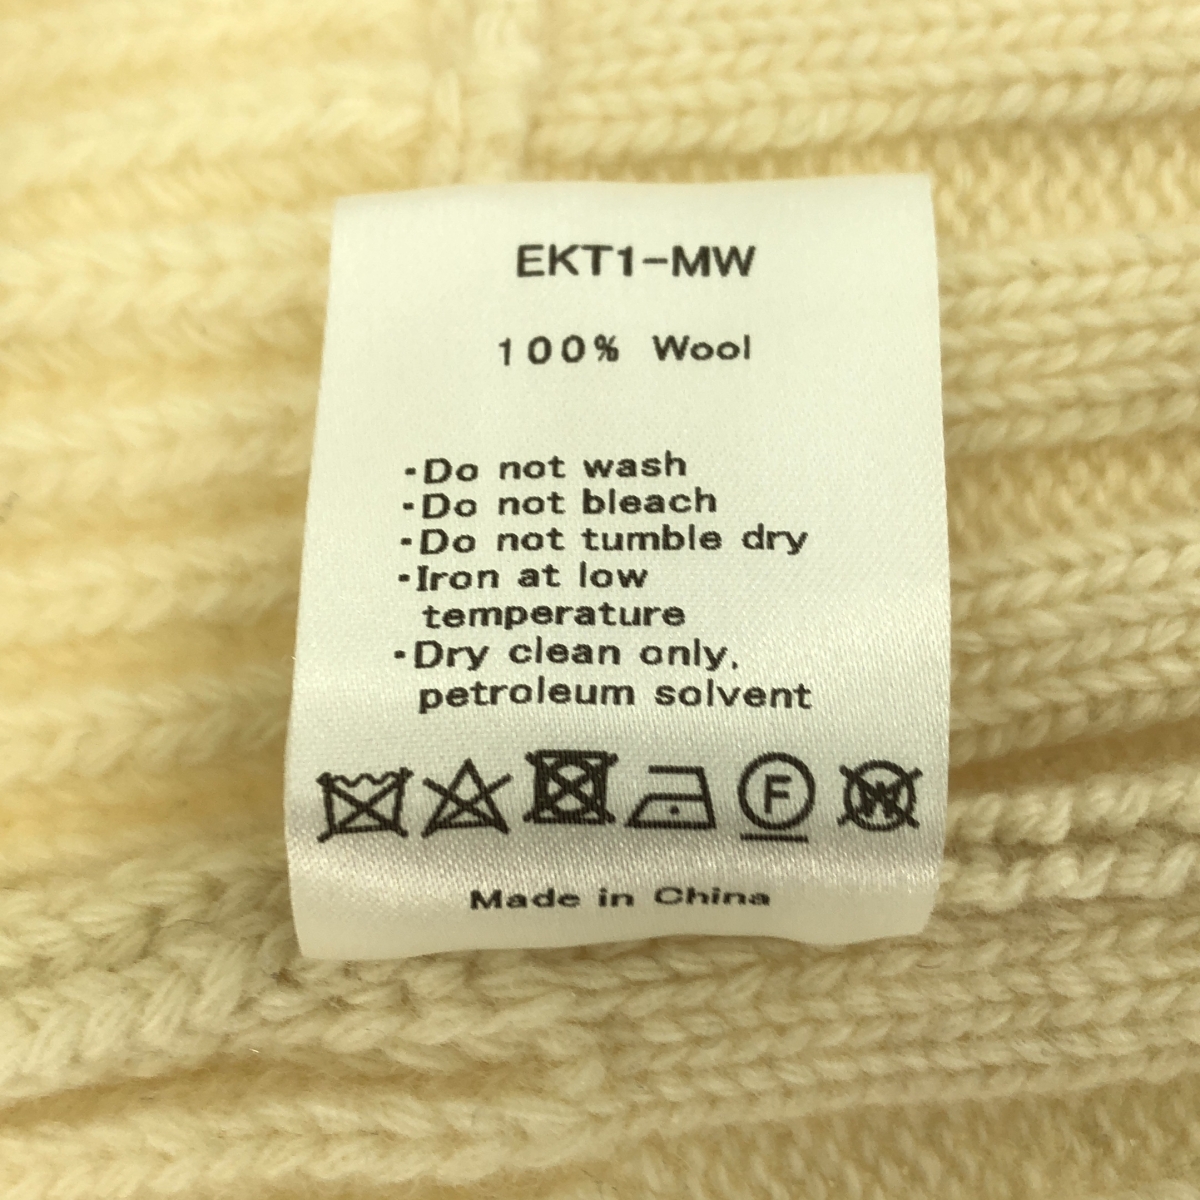 EKT1-MW
100% Wool
・Do not wash
・Do not bleach
・Do not tumble dry
・Iron at low
temperature
・Dry clean only,
petroleum solvent
F W
Made in China